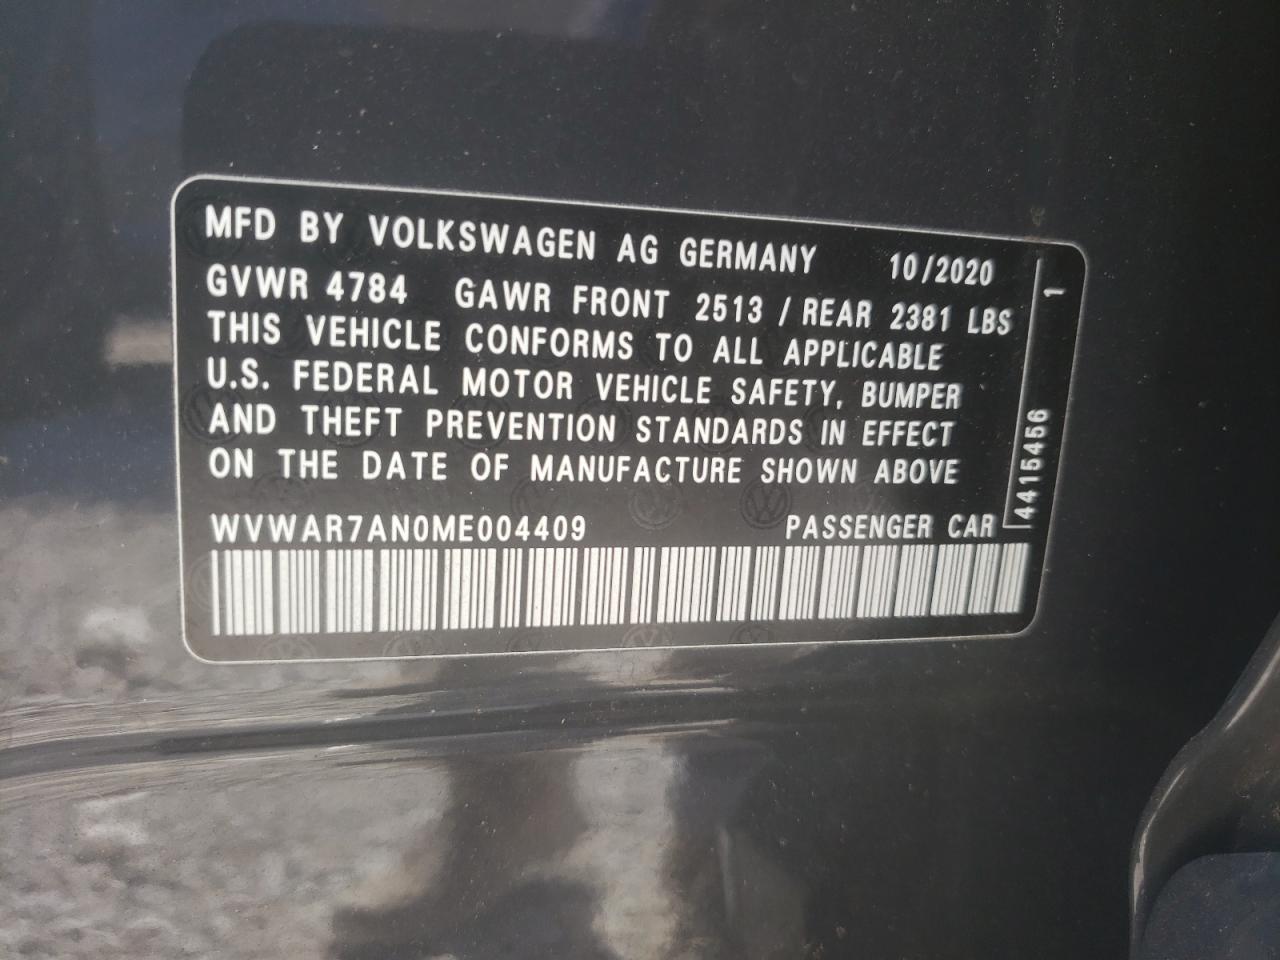 MFD BY VOLKSWAGEN AG GERMANY 10/2020
GVWR 4784 GAWR FRONT 2513 / REAR 2381 LBS
THIS VEHICLE CONFORMS TO ALL APPLICABLE
U.S. FEDERAL MOTOR VEHICLE SAFETY, BUMPER
AND THEFT PREVENTION STANDARDS IN EFFECT
ON THE DATE OF MANUFACTURE SHOWN ABOVE
WVWAR7AN0ME004409 PASSENGER CAR
44154456 1